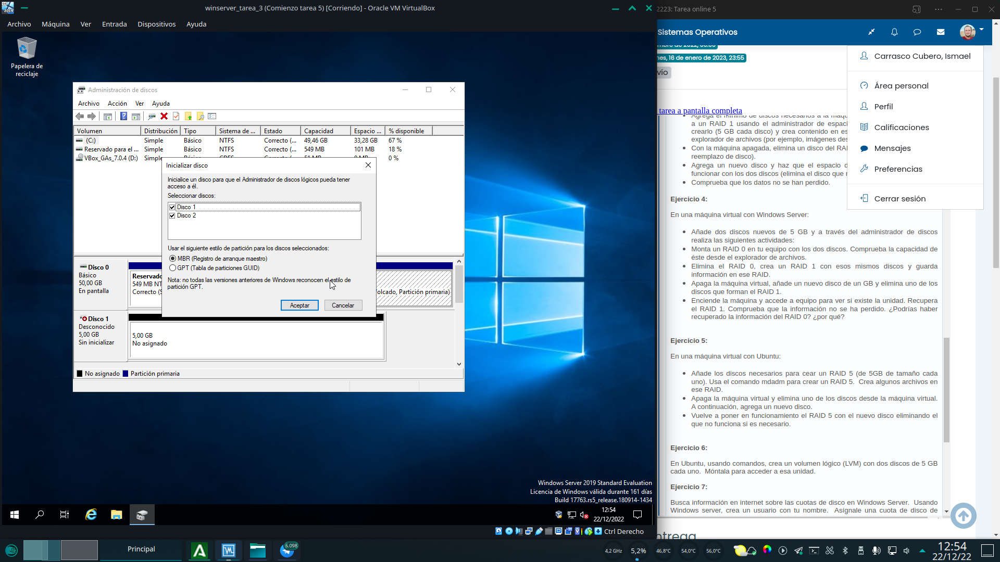 winserver_tarea_3 (Comienzo tarea 5) [Corriendo] - Oracle VM VirtualBox
Archivo Máquina Ver Entrada Dispositivos Ayuda
Papelera de
reciclaje
Administración de discos
Archivo Acción Ver Ayuda
Volumen Distribución Tipo Sistema de ... Estado Capacidad Espacio ... % disponible
(C:) Simple Básico NTFS Correcto (... 49,46 GB 33,28 GB 67 %
Reservado para el ... Simple Básico NTFS Correcto (... 549 MB 101 MB 18 %
VBox_GAs_7.0.4 (D:) Simple 0 %
Inicializar disco
Inicialice un disco para que el Administrador de discos lógicos pueda tener
acceso a él.
Seleccionar discos:
Disco 1
Disco 2
Usar el siguiente estilo de partición para los discos seleccionados:
MBR (Registro de arranque maestro)
GPT (Tabla de particiones GUID)
Nota: no todas las versiones anteriores de Windows reconocen el estilo de
partición GPT.
Aceptar Cancelar
Disco 0
Básico
50,00 GB
En pantalla
Reservado
549 MB NT
Correcto (S
olcado, Partición primaria)
Disco 1
Desconocido
5,00 GB
Sin inicializar
5,00 GB
No asignado
No asignado Partición primaria
Windows Server 2019 Standard Evaluation
Licencia de Windows válida durante 161 días
Build 17763.rs5_release.180914-1434
12:54
22/12/2022
Ctrl Derecho
2223: Tarea online 5
Sistemas Operativos
nes, 16 de enero de 2023, 23:55
vío
tarea a pantalla completa
Carrasco Cubero, Ismael
Área personal
Perfil
Calificaciones
Mensajes
Preferencias
Cerrar sesión
Agrega el mínimo de discos necesarios a la máqu
a un RAID 1 usando el administrador de espaci
crearlo (5 GB cada disco) y crea contenido en es
explorador de archivos (por ejemplo, imágenes des
Con la máquina apagada, elimina un disco del RAI
reemplazo de disco).
Agrega un nuevo disco y haz que el espacio d
funcionar con los dos discos (elimina el disco que n
Comprueba que los datos no se han perdido.
Ejercicio 4:
En una máquina virtual con Windows Server:
Añade dos discos nuevos de 5 GB y a través del administrador de discos
realiza las siguientes actividades:
Monta un RAID 0 en tu equipo con los dos discos. Comprueba la capacidad de
éste desde el explorador de archivos.
Elimina el RAID 0, crea un RAID 1 con esos mismos discos y guarda
información en ese RAID.
Apaga la máquina virtual, añade un nuevo disco de un GB y elimina uno de los
discos que forman el RAID 1.
Enciende la máquina y accede a equipo para ver si existe la unidad. Recupera
el RAID 1. Comprueba que la información no se ha perdido. ¿Podrías haber
recuperado la información del RAID 0? ¿por qué?
Ejercicio 5:
En una máquina virtual con Ubuntu:
Añade los discos necesarios para cear un RAID 5 (de 5GB de tamaño cada
uno). Usa el comando mdadm para crear un RAID 5. Crea algunos archivos en
ese RAID.
Apaga la máquina virtual y elimina uno de los discos desde la máquina virtual.
A continuación, agrega un nuevo disco.
Vuelve a poner en funcionamiento el RAID 5 con el nuevo disco eliminando el
que no funciona si es necesario.
Ejercicio 6:
En Ubuntu, usando comandos, crea un volumen lógico (LVM) con dos discos de 5 GB
cada uno. Móntala para acceder a esa unidad.
Ejercicio 7:
Busca información en internet sobre las cuotas de disco en Windows Server. Usando
Windows server, crea un usuario con tu nombre. Asígnale una cuota de disco de
ntrega
Principal
6.098
4,2 GHz 5,2% 46,8°C 54,0°C 56,0°C
12:54
22/12/22